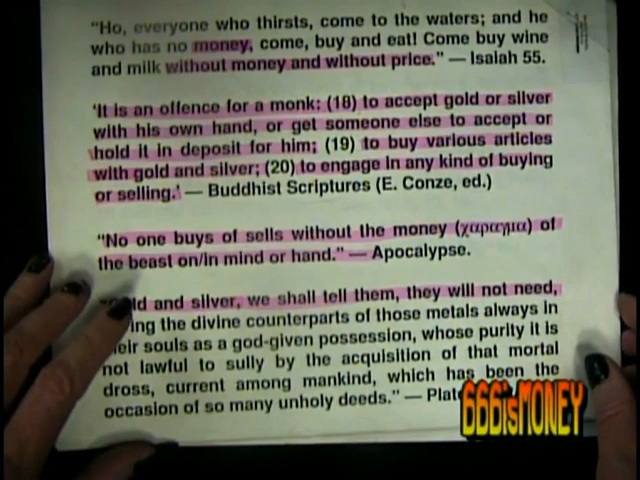 "Ho, everyone who thirsts, come to the waters; and he
who has no money, come, buy and eat! Come buy wine
and milk without money and without price." — Isaiah 55.
'It is an offence for a monk: (18) to accept gold or silver
with his own hand, or get someone else to accept or
hold it in deposit for him; (19) to buy various articles
with gold and silver; (20) to engage in any kind of buying
or selling.' — Buddhist Scriptures (E. Conze, ed.)
"No one buys of sells without the money (χαραγμα) of
the beast on/in mind or hand." — Apocalypse.
and silver, we shall tell them, they will not need,
the divine counterparts of those metals always in
souls as a god-given possession, whose purity it is
not lawful to sully by the acquisition of that mortal
dross, current among mankind, which has been the
occasion of so many unholy deeds." —
666isMONEY